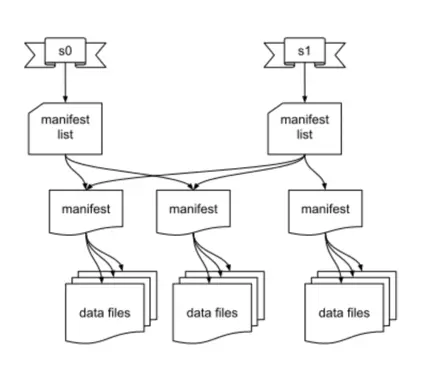 s0
s1
manifest
list
manifest
list
manifest
manifest
manifest
data files
data files
data files